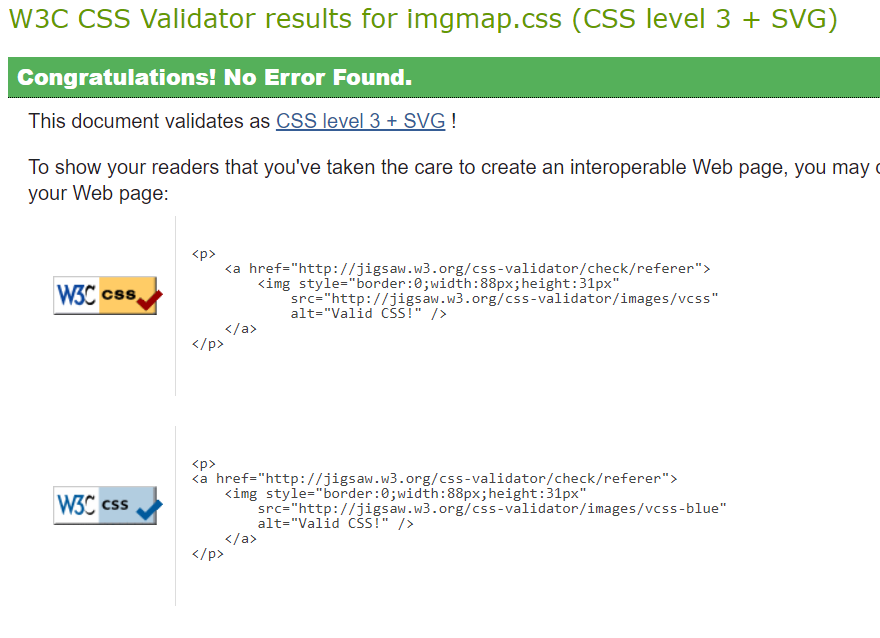 W3C CSS Validator results for imgmap.css (CSS level 3 + SVG)
Congratulations! No Error Found.
This document validates as CSS level 3 + SVG !
To show your readers that you've taken the care to create an interoperable Web page, you may
your Web page:
W3C css
<p>
    <a href="http://jigsaw.w3.org/css-validator/check/referer">
        <img style="border:0;width:88px;height:31px"
            src="http://jigsaw.w3.org/css-validator/images/vcss"
            alt="Valid CSS!" />
    </a>
</p>
W3C css
<p>
<a href="http://jigsaw.w3.org/css-validator/check/referer">
    <img style="border:0;width:88px;height:31px"
        src="http://jigsaw.w3.org/css-validator/images/vcss-blue"
        alt="Valid CSS!" />
    </a>
</p>